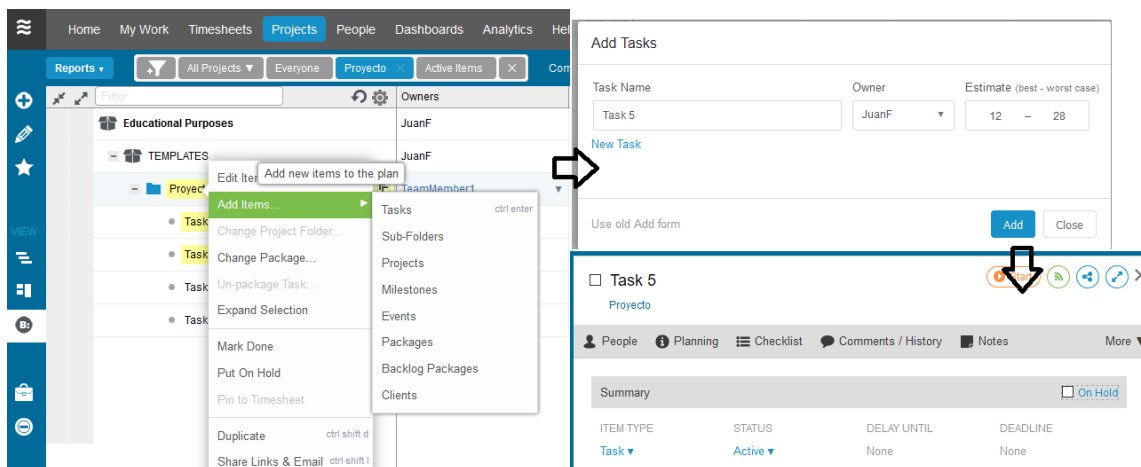 Home My Work Timesheets Projects People Dashboards Analytics Hel
Reports ▾ All Projects ▼ Everyone Proyecto × Active Items × Com
Filter Owners
Educational Purposes JuanF
TEMPLATES JuanF
Proyect TeamMember1
Task
Task
Task
Task
VIEW
B:
Edit Ite
Add new items to the plan
Add Items...
Change Project Folder...
Change Package...
Un-package Task...
Expand Selection
Mark Done
Put On Hold
Pin to Timesheet
Duplicate ctrl shift d
Share Links & Email ctrl shift l
Tasks ctrl enter
Sub-Folders
Projects
Milestones
Events
Packages
Backlog Packages
Clients
Add Tasks
Task Name Owner Estimate (best - worst case)
Task 5 JuanF ▼ 12 – 28
New Task
Use old Add form Add Close
Task 5 Start
Proyecto
People Planning Checklist Comments / History Notes More ▼
Summary On Hold
ITEM TYPE STATUS DELAY UNTIL DEADLINE
Task ▾ Active ▾ None None